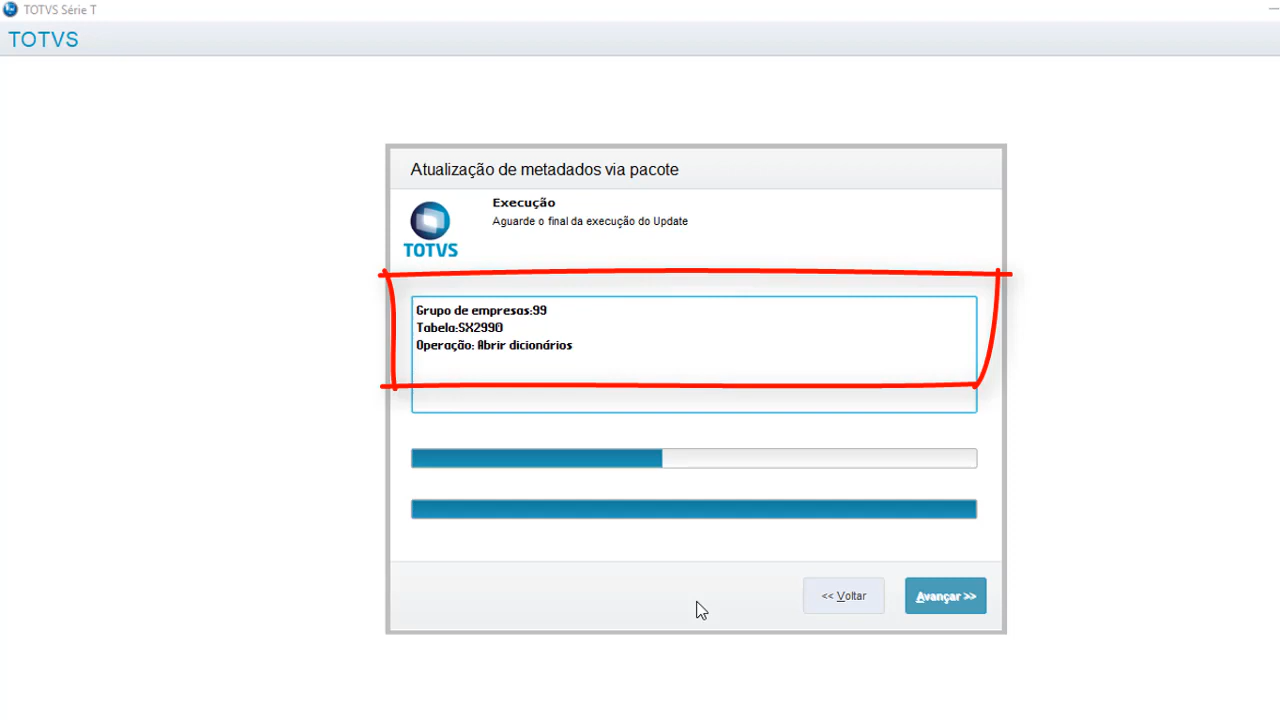 TOTVS Série T
TOTVS
Atualização de metadados via pacote
Execução
Aguarde o final da execução do Update
TOTVS
Grupo de empresas:99
Tabela:SX2990
Operação: Abrir dicionários
<< Voltar
Avançar >>